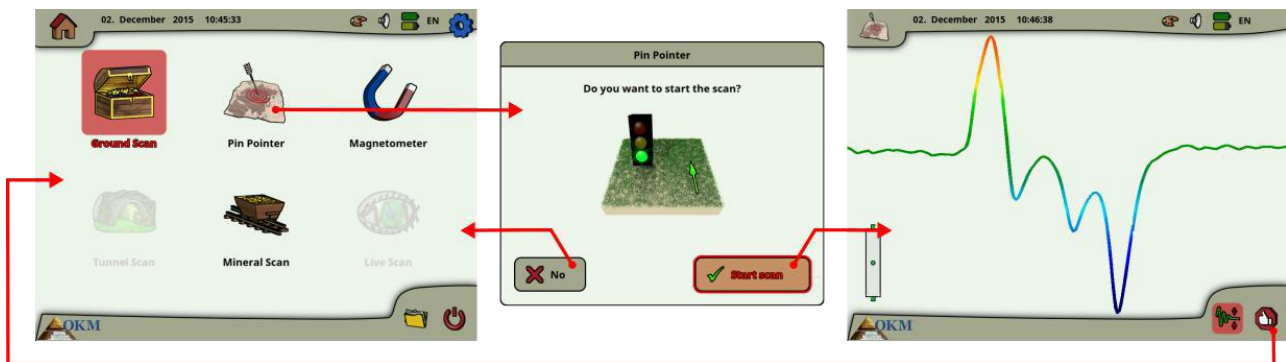 02. December 2015 10:45:33
EN
Ground Scan
Pin Pointer
Magnetometer
Tunnel Scan
Mineral Scan
Live Scan
OKM
Pin Pointer
Do you want to start the scan?
No
Start scan
02. December 2015 10:46:38
EN
OKM